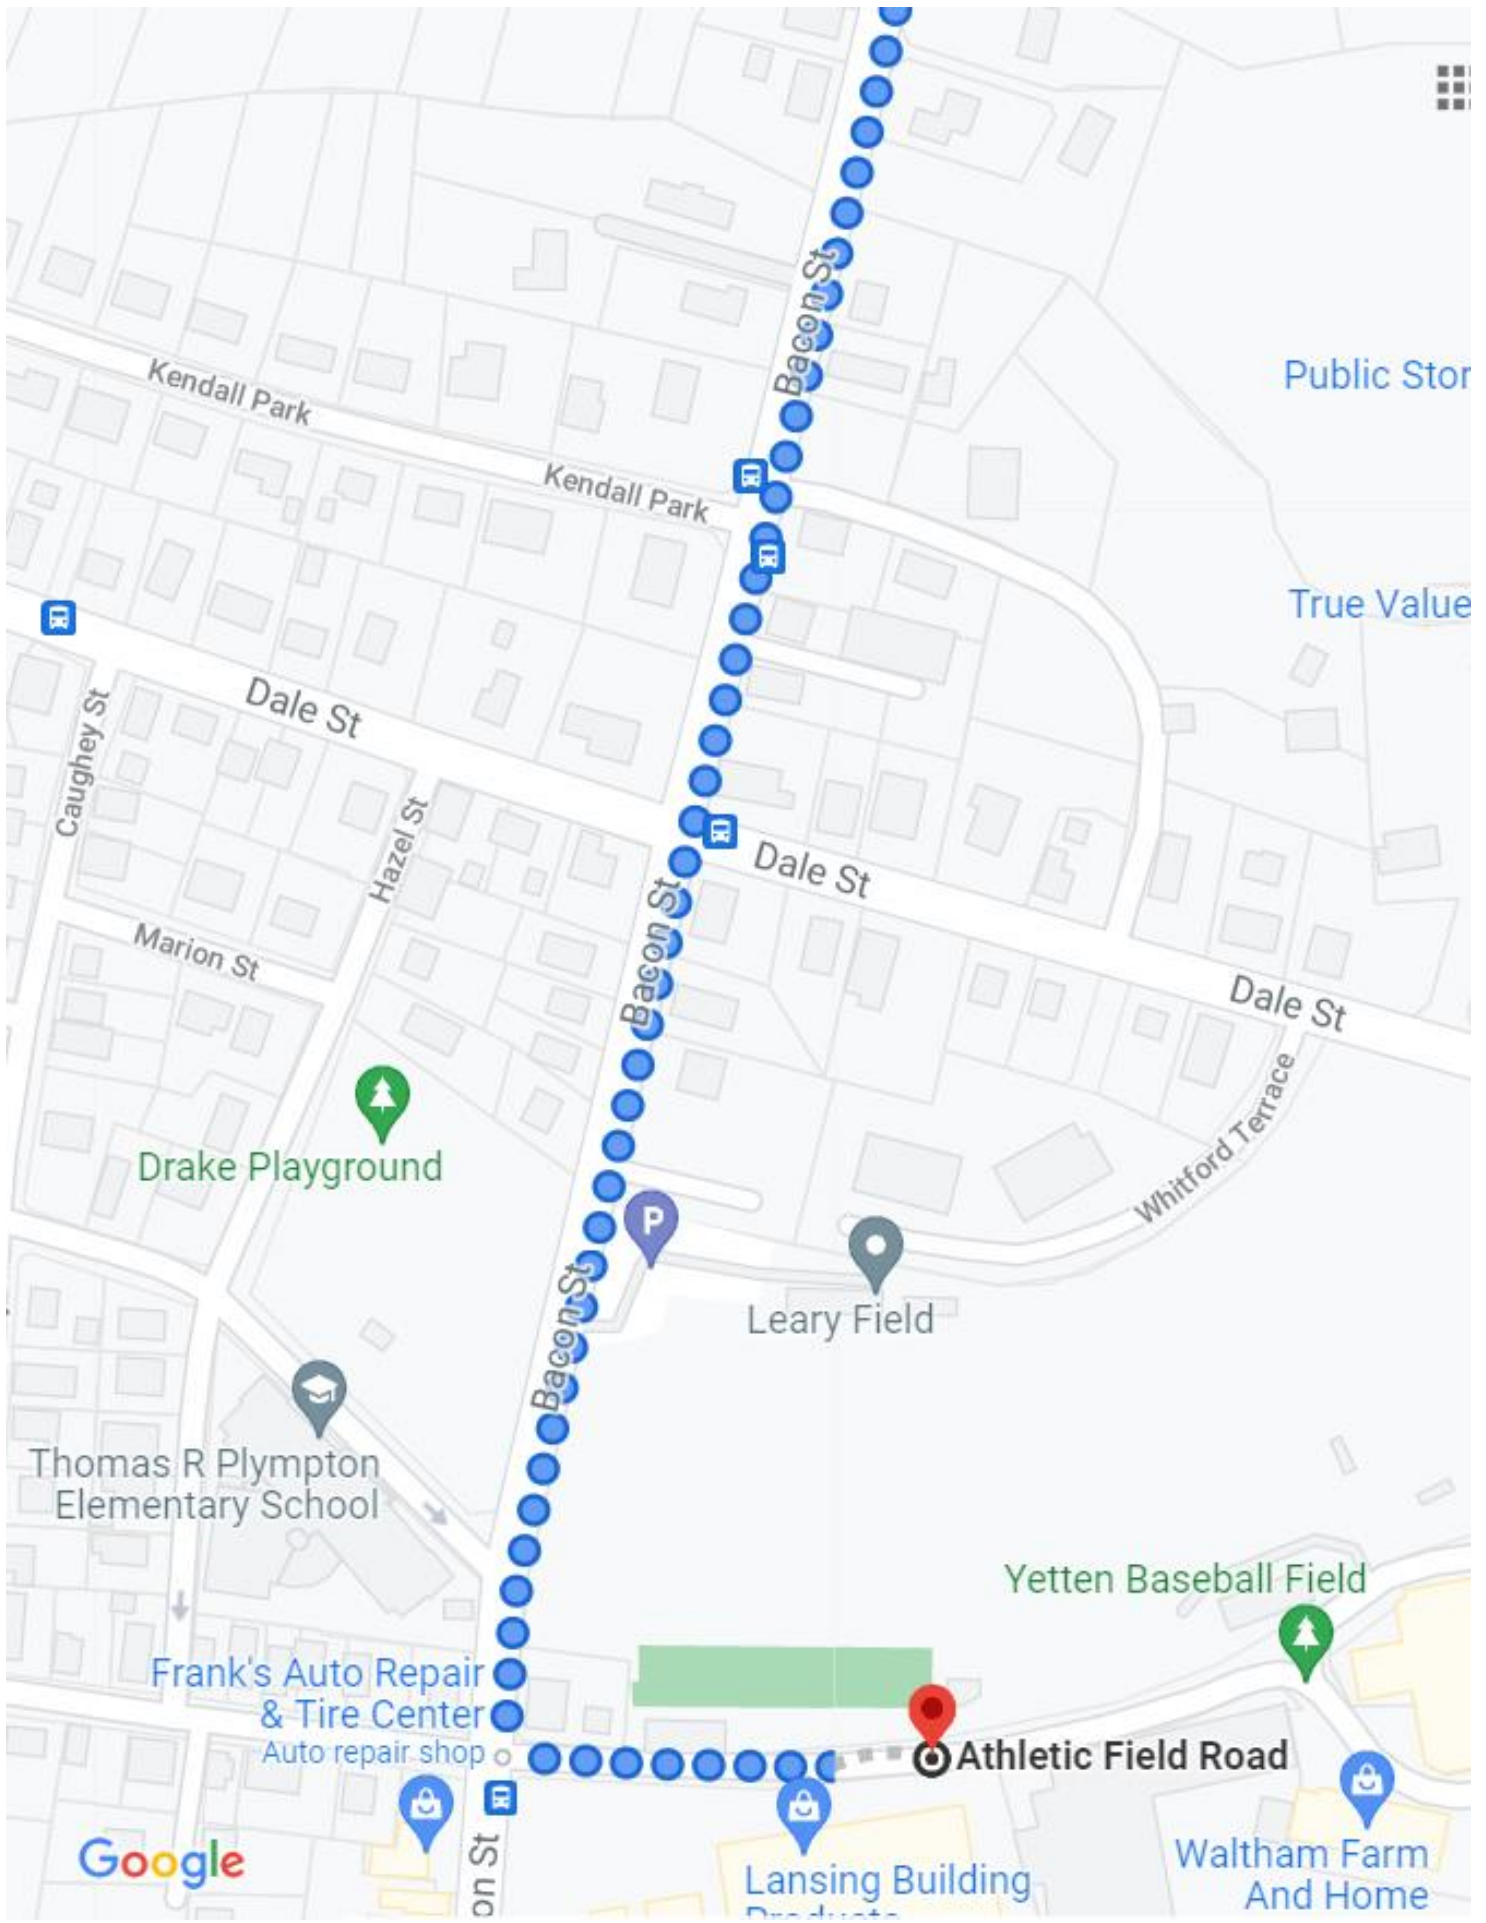 Bacon St
Public Stor
Kendall Park
Kendall Park
True Value
Dale St
Caughey St
Hazel St
Dale St
Bacon St
Marion St
Dale St
Whitford Terrace
Drake Playground
P
Leary Field
Bacon St
Thomas R Plympton
Elementary School
Yetten Baseball Field
Frank's Auto Repair
& Tire Center
Auto repair shop
Athletic Field Road
Google
on St
Lansing Building
Products
Waltham Farm
And Home